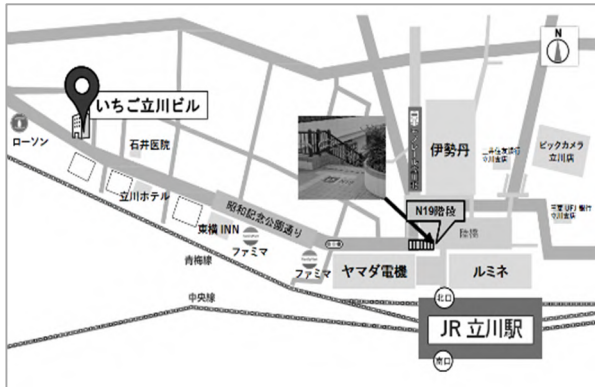 N
いちご立川ビル
ローソン
石井医院
伊勢丹
ビックカメラ
立川店
立川ホテル
昭和記念公園通り
N19階段
陸橋
東横 INN
ファミマ
ファミマ
ヤマダ電機
ルミネ
青梅線
中央線
北口
JR 立川駅
南口